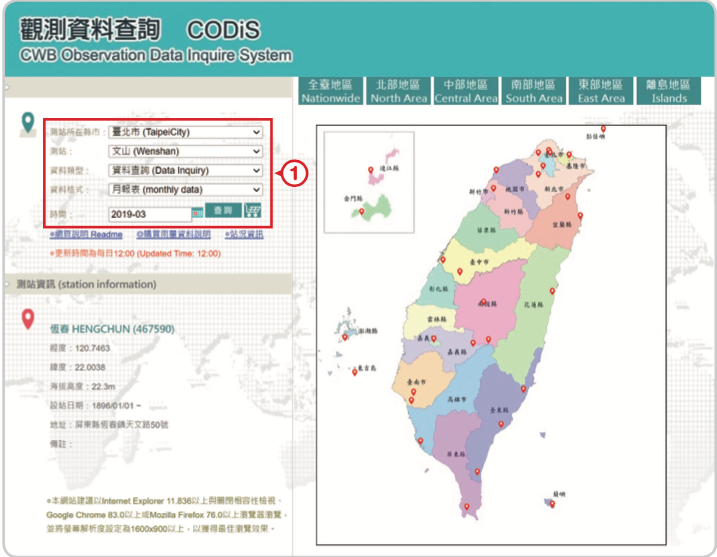 觀測資料查詢 CODiS
CWB Observation Data Inquire System
全臺地區 北部地區 中部地區 南部地區 東部地區 離島地區
Nationwide North Area Central Area South Area East Area Islands
測站所在縣市: 臺北市 (TaipeiCity)
測站: 文山 (Wenshan)
資料類型: 資料查詢 (Data Inquiry)
資料格式: 月報表 (monthly data)
時間: 2019-03 查詢
1
●網頁說明 Readme ●購買雨量資料說明 ●站況資訊
●更新時間為每日12:00 (Updated Time: 12:00)
測站資訊 (station information)
恆春 HENGCHUN (467590)
經度:120.7463
緯度:22.0038
海拔高度:22.3m
設站日期:1896/01/01 ~
地址:屏東縣恆春鎮天文路50號
備註:
●本網站建議以Internet Explorer 11.836以上與開相容性檢視、
Google Chrome 83.0以上或Mozilla Firefox 76.0以上瀏覽器瀏覽,
並將螢幕解析度設定為1600x900以上,以獲得最佳瀏覽效果。
彭佳嶼
連江縣
金門縣
臺北市
基隆市
新北市
桃園市
新竹市
新竹縣
宜蘭縣
苗栗縣
臺中市
彰化縣
南投縣
花蓮縣
雲林縣
澎湖縣
嘉義市
嘉義縣
東吉島
臺南市
高雄市
臺東縣
屏東縣
蘭嶼